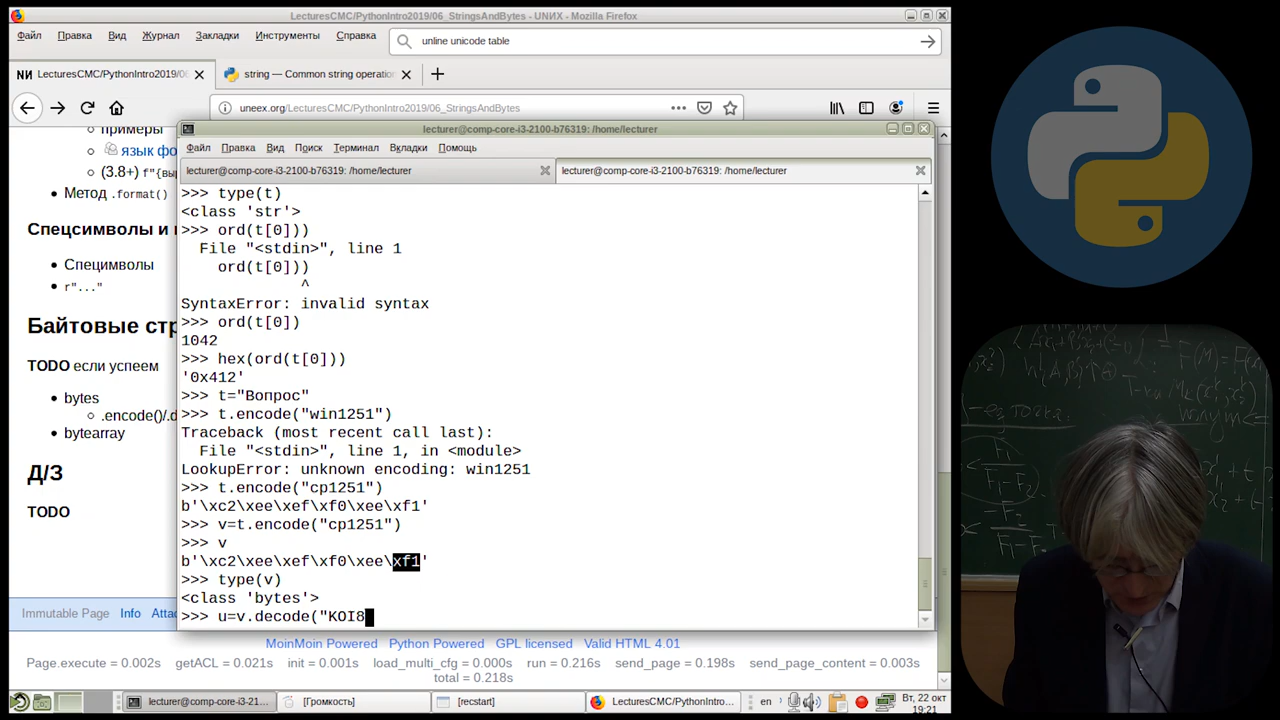 LecturesCMC/PythonIntro2019/06_StringsAndBytes - UNИX - Mozilla Firefox
Файл Правка Вид Журнал Закладки Инструменты Справка
unline unicode table
LecturesCMC/PythonIntro2019/06
string — Common string operatio
uneex.org/LecturesCMC/PythonIntro2019/06_StringsAndBytes
lecturer@comp-core-i3-2100-b76319: /home/lecturer
Файл Правка Вид Поиск Терминал Вкладки Помощь
lecturer@comp-core-i3-2100-b76319: /home/lecturer
lecturer@comp-core-i3-2100-b76319: /home/lecturer
примеры
язык фо
(3.8+) f"{выр
Метод .format()
Спецсимволы и
Специмволы
r"..."
Байтовые стр
TODO если успеем
bytes
.encode()/.d
bytearray
Д/З
TODO
>>> type(t)
<class 'str'>
>>> ord(t[0]))
File "<stdin>", line 1
ord(t[0]))
^
SyntaxError: invalid syntax
>>> ord(t[0])
1042
>>> hex(ord(t[0]))
'0x412'
>>> t="Вопрос"
>>> t.encode("win1251")
Traceback (most recent call last):
File "<stdin>", line 1, in <module>
LookupError: unknown encoding: win1251
>>> t.encode("cp1251")
b'\xc2\xee\xef\xf0\xee\xf1'
>>> v=t.encode("cp1251")
>>> v
b'\xc2\xee\xef\xf0\xee\xf1'
>>> type(v)
<class 'bytes'>
>>> u=v.decode("KOI8
Immutable Page Info Attac
MoinMoin Powered Python Powered GPL licensed Valid HTML 4.01
Page.execute = 0.002s getACL = 0.021s init = 0.001s load_multi_cfg = 0.000s run = 0.216s send_page = 0.198s send_page_content = 0.003s
total = 0.218s
lecturer@comp-core-i3-21...
[Громкость]
[recstart]
LecturesCMC/PythonIntro...
en
Вт, 22 окт
19:21